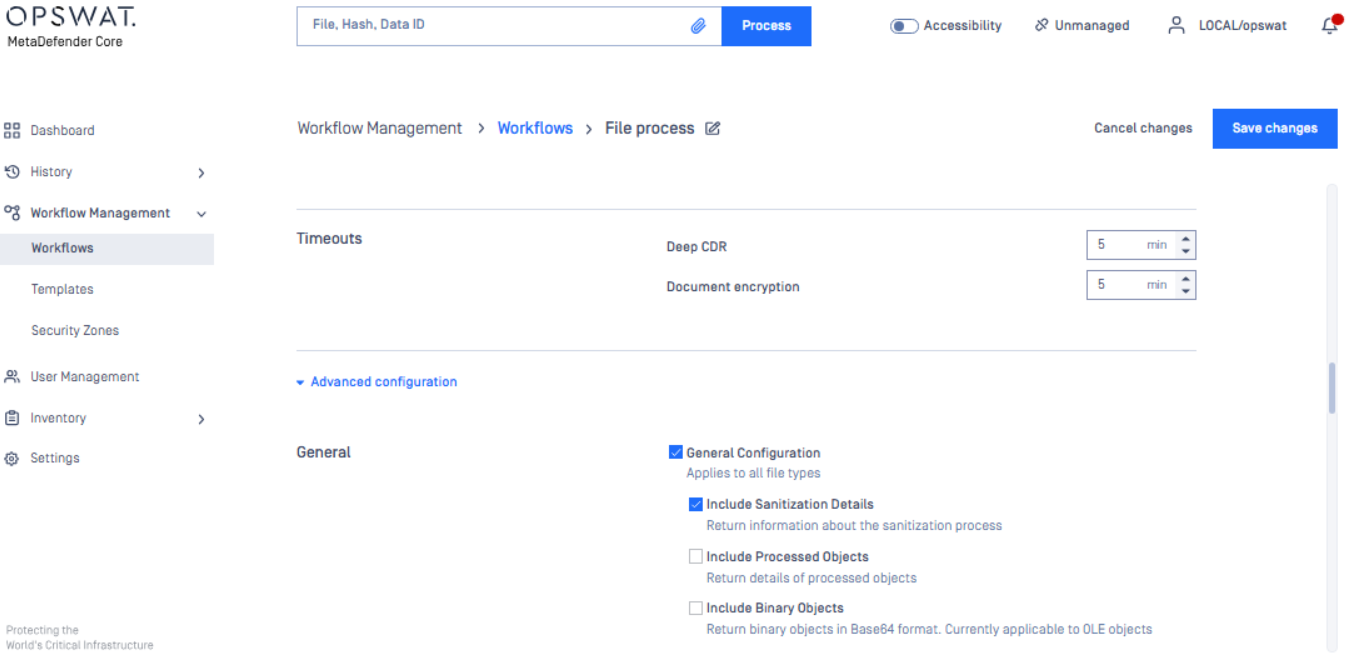 OPSWAT.
MetaDefender Core
File, Hash, Data ID
Process
Accessibility
Unmanaged
LOCAL/opswat
Dashboard
History
Workflow Management
Workflows
Templates
Security Zones
User Management
Inventory
Settings
Protecting the
World's Critical Infrastructure
Workflow Management > Workflows > File process
Cancel changes
Save changes
Timeouts
Deep CDR
5 min
Document encryption
5 min
Advanced configuration
General
General Configuration
Applies to all file types
Include Sanitization Details
Return information about the sanitization process
Include Processed Objects
Return details of processed objects
Include Binary Objects
Return binary objects in Base64 format. Currently applicable to OLE objects